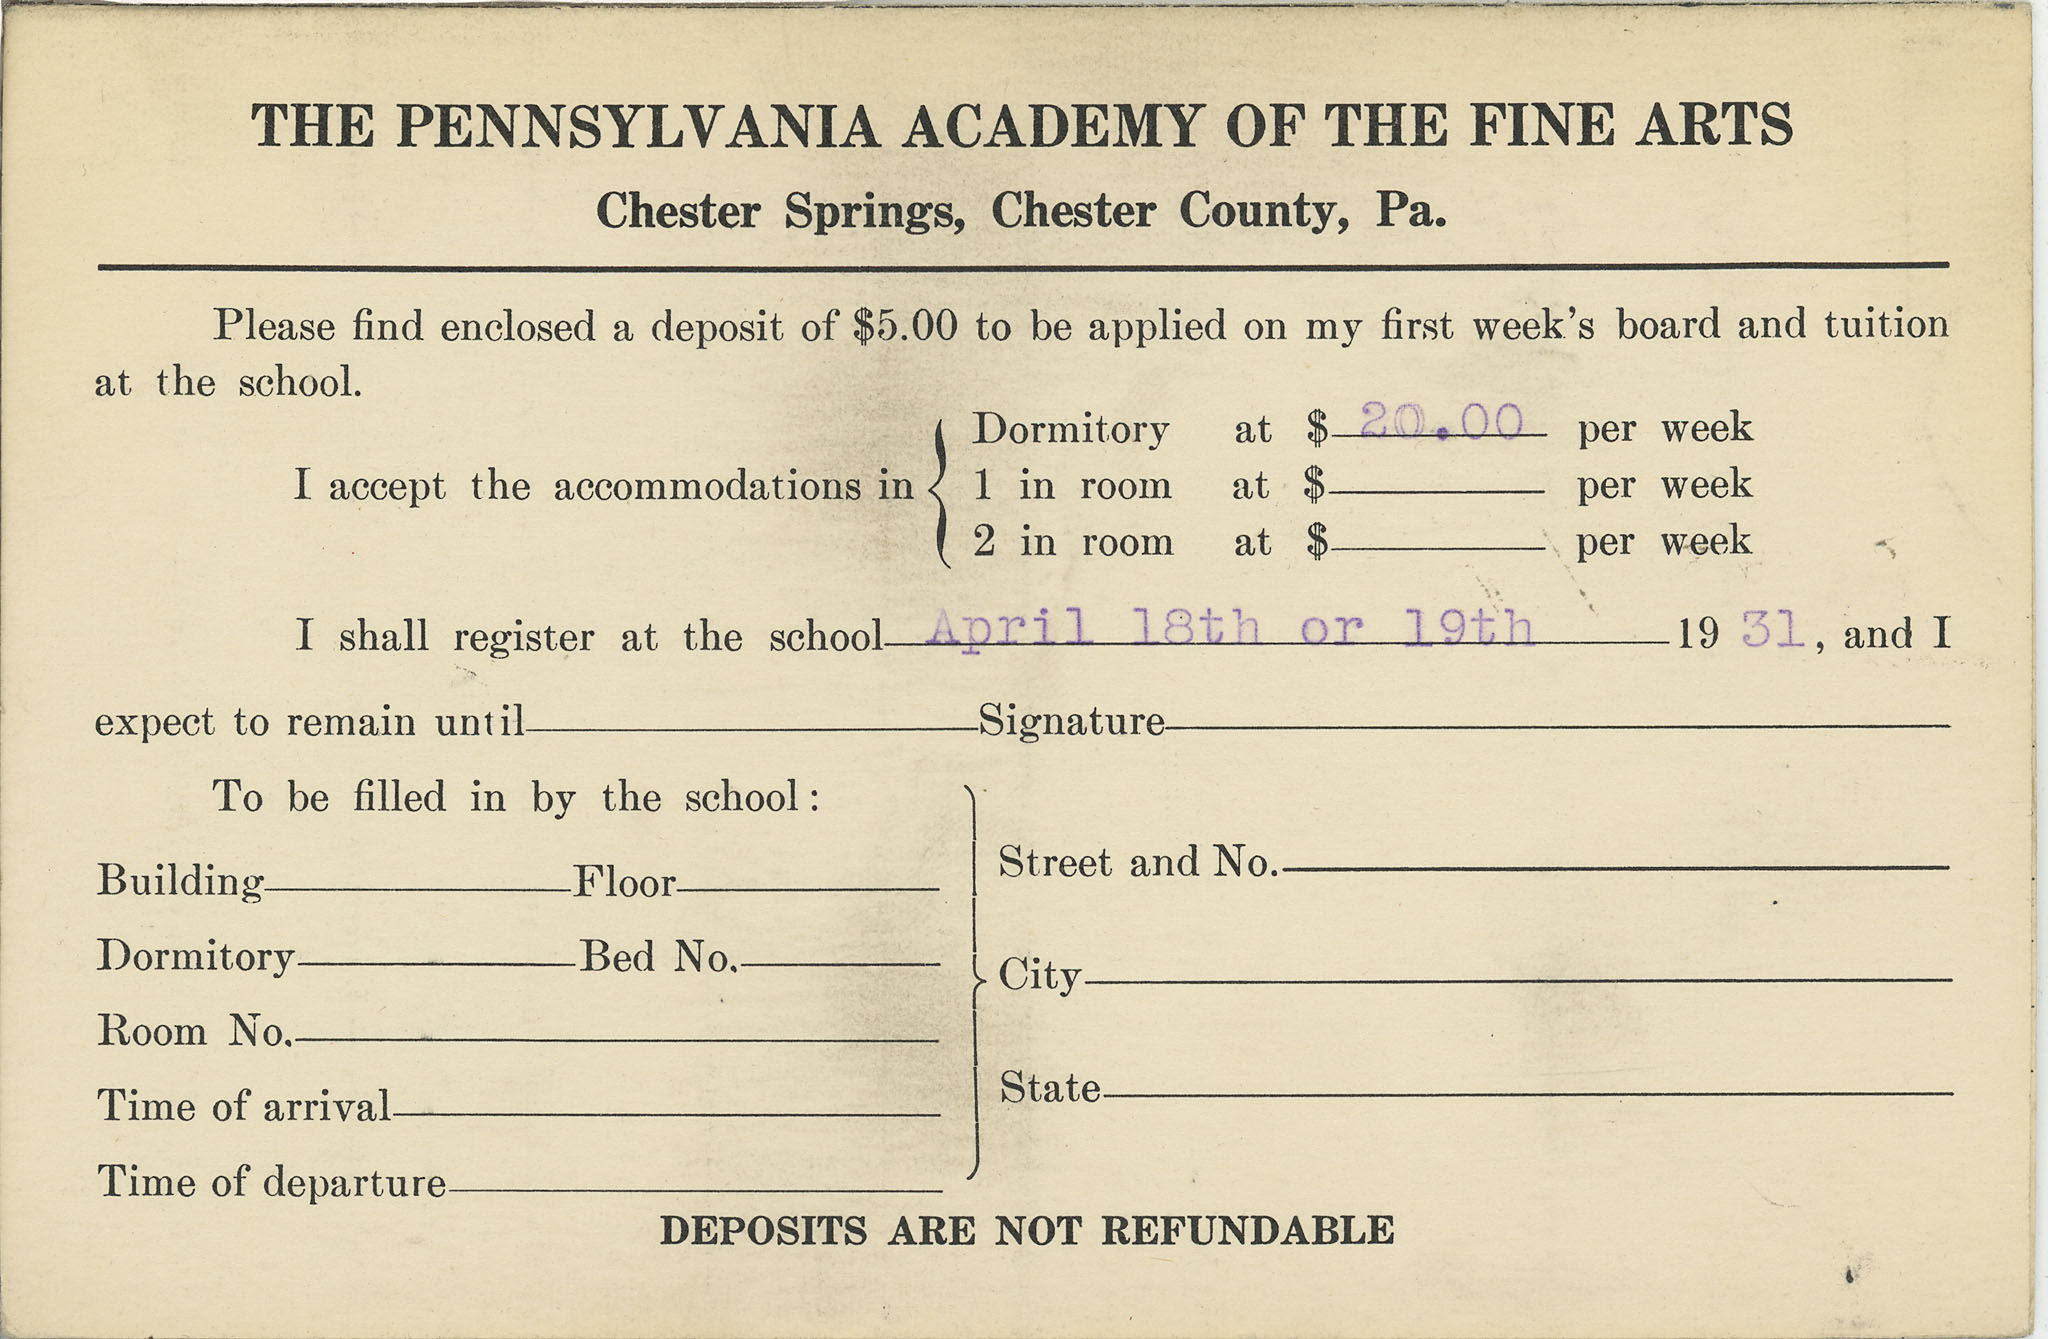 THE PENNSYLVANIA ACADEMY OF THE FINE ARTS
Chester Springs, Chester County, Pa.
Please find enclosed a deposit of $5.00 to be applied on my first week's board and tuition
at the school.
I accept the accommodations in
Dormitory at $ 20.00 per week
1 in room at $ per week
2 in room at $ per week
I shall register at the school April 18th or 19th 19 31, and I
expect to remain until Signature
To be filled in by the school:
Building Floor
Dormitory Bed No.
Room No.
Time of arrival
Time of departure
Street and No.
City
State
DEPOSITS ARE NOT REFUNDABLE